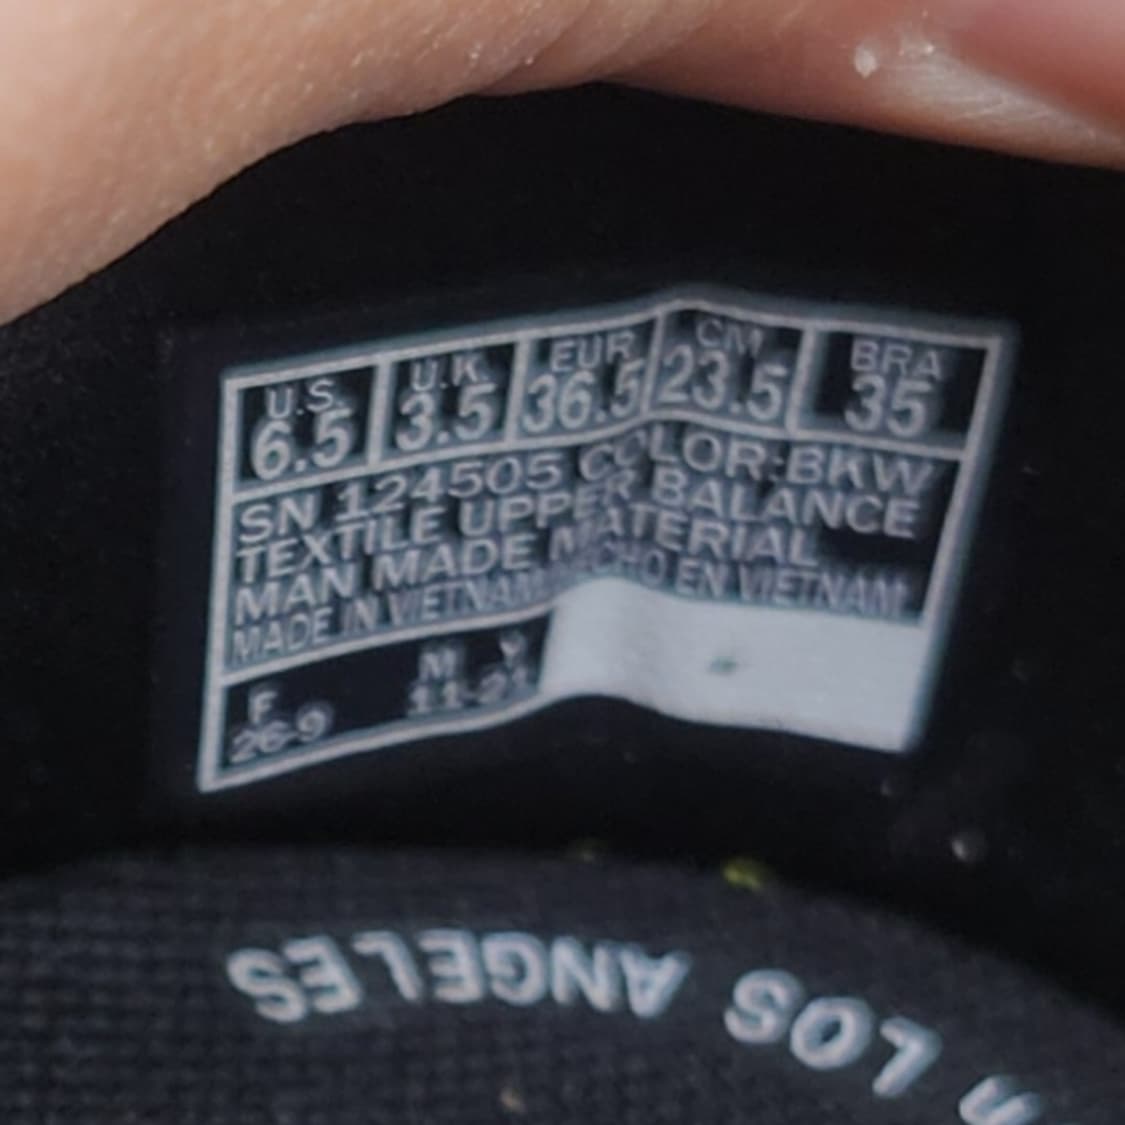 U.S. U.K. EUR CM BRA
6.5 3.5 36.5 23.5 35
SN 124505 COLOR:BKW
TEXTILE UPPER BALANCE
MAN MADE MATERIAL
MADE IN VIETNAM HECHO EN VIETNAM
F M Y
26-9 11-21
LOS ANGELES